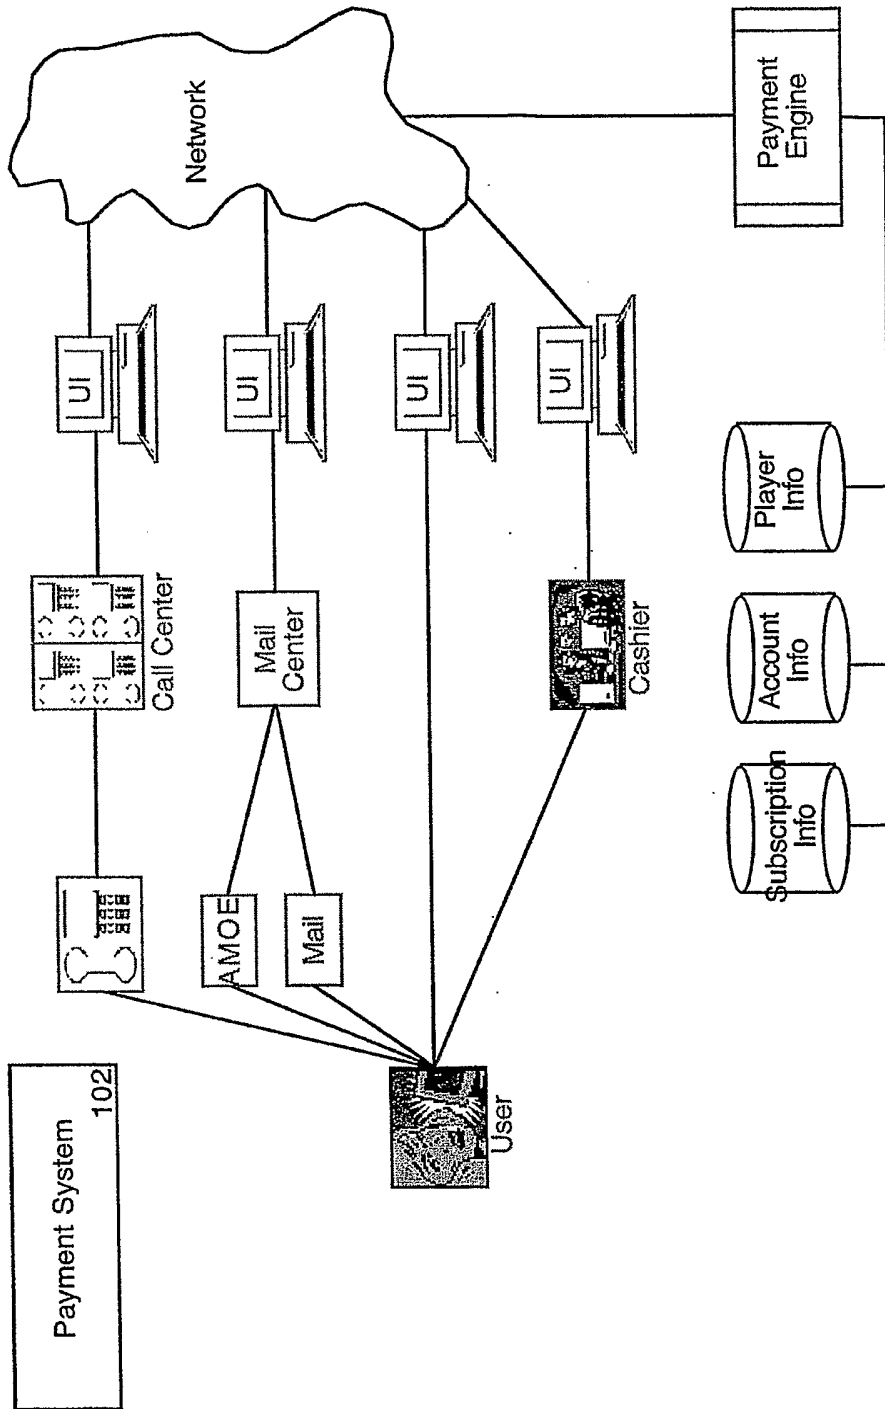 Payment System
102
Network
UI
Call Center
UI
Mail
Center
AMOE
Mail
UI
User
UI
Cashier
Payment
Engine
Player
Info
Account
Info
Subscription
Info